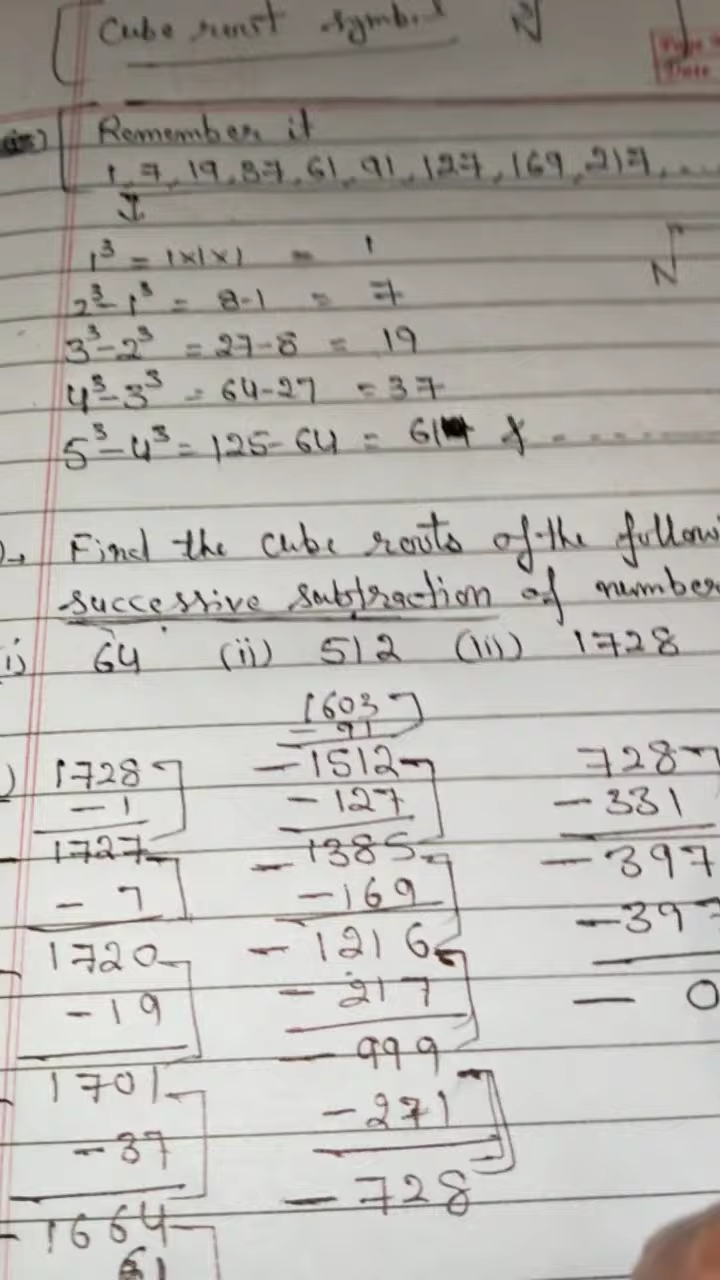 Cube root symbol ∛
Page
Date
Remember it
1, 7, 19, 37, 61, 91, 127, 169, 217, ....
1³ = 1×1×1 = 1
2³-1³ = 8-1 = 7
3³-2³ = 27-8 = 19
4³-3³ = 64-27 = 37
5³-4³ = 125-64 = 61
Find the cube roots of the follow
successive subtraction of number
i) 64 (ii) 512 (iii) 1728
1728
- 1
1727
- 7
1720
-19
1701
-37
1664
61
1603
- 91
-1512
-127
-1385
-169
-1216
-217
-999
-271
-728
728
-331
-397
-397
- 0